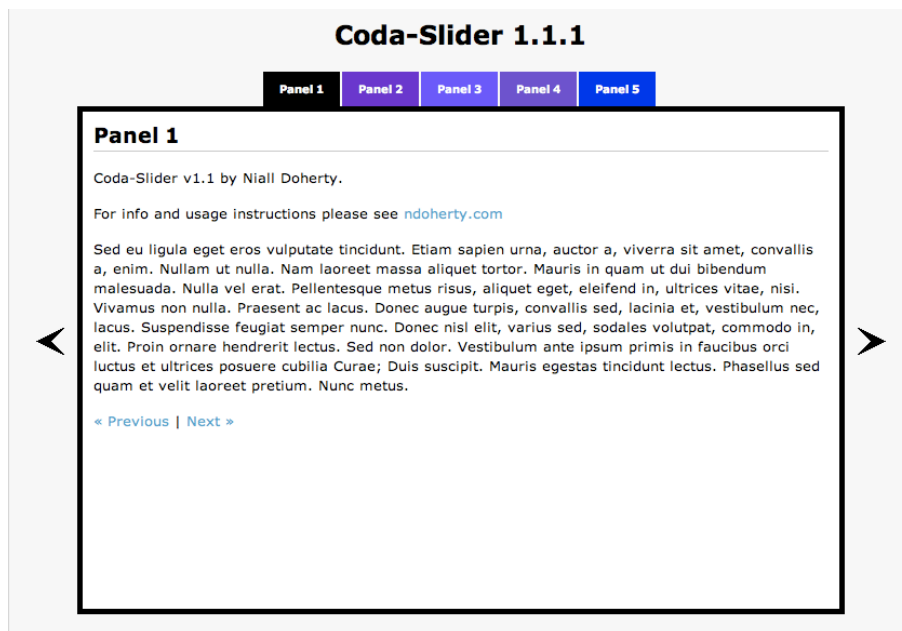 Coda-Slider 1.1.1
Panel 1 Panel 2 Panel 3 Panel 4 Panel 5
Panel 1
Coda-Slider v1.1 by Niall Doherty.
For info and usage instructions please see ndoherty.com
Sed eu ligula eget eros vulputate tincidunt. Etiam sapien urna, auctor a, viverra sit amet, convallis
a, enim. Nullam ut nulla. Nam laoreet massa aliquet tortor. Mauris in quam ut dui bibendum
malesuada. Nulla vel erat. Pellentesque metus risus, aliquet eget, eleifend in, ultrices vitae, nisi.
Vivamus non nulla. Praesent ac lacus. Donec augue turpis, convallis sed, lacinia et, vestibulum nec,
lacus. Suspendisse feugiat semper nunc. Donec nisl elit, varius sed, sodales volutpat, commodo in,
elit. Proin ornare hendrerit lectus. Sed non dolor. Vestibulum ante ipsum primis in faucibus orci
luctus et ultrices posuere cubilia Curae; Duis suscipit. Mauris egestas tincidunt lectus. Phasellus sed
quam et velit laoreet pretium. Nunc metus.
« Previous | Next »